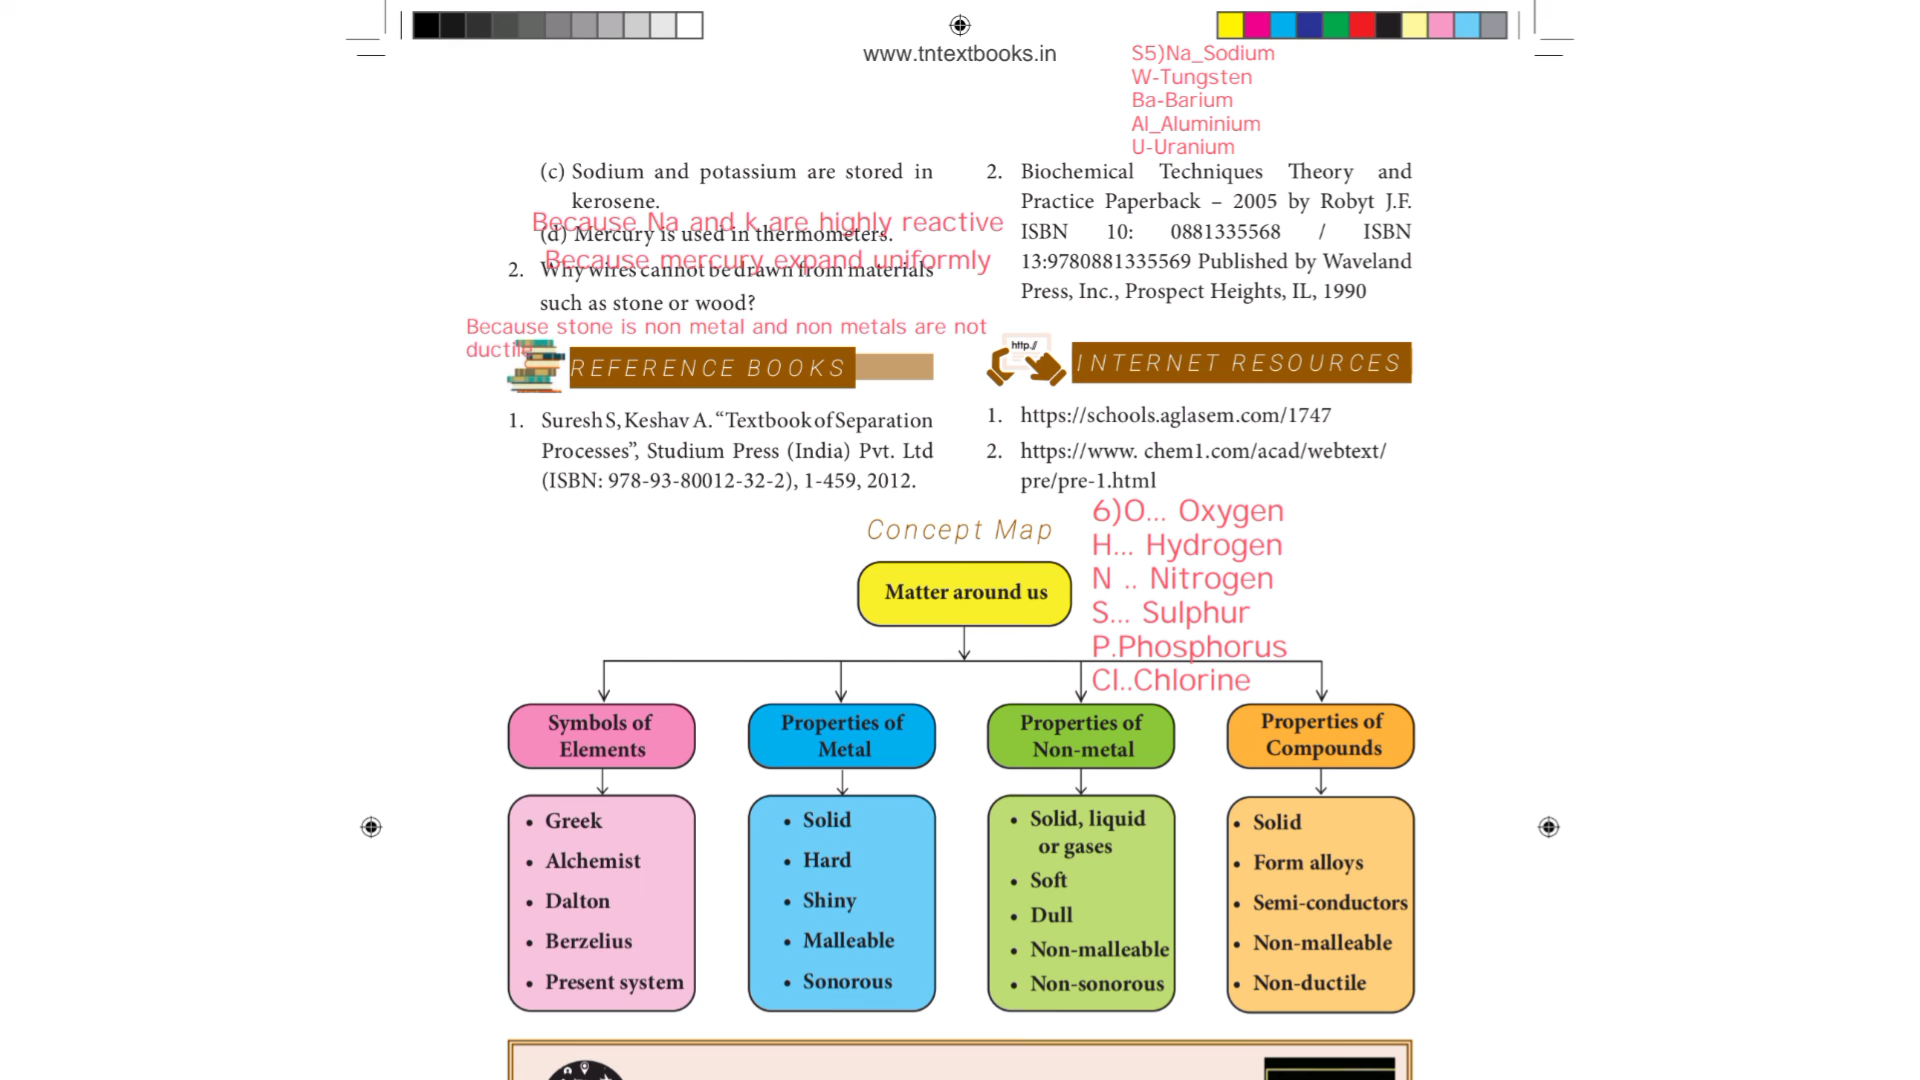 www.tntextbooks.in
S5)Na_Sodium
W-Tungsten
Ba-Barium
Al_Aluminium
U-Uranium
(c) Sodium and potassium are stored in
kerosene.
Because Na and k are highly reactive
(d) Mercury is used in thermometers.
Because mercury expand uniformly
2. Why wires cannot be drawn from materials
such as stone or wood?
Because stone is non metal and non metals are not
ductile
REFERENCE BOOKS
1. Suresh S, Keshav A. “Textbook of Separation
Processes”, Studium Press (India) Pvt. Ltd
(ISBN: 978-93-80012-32-2), 1-459, 2012.
2. Biochemical Techniques Theory and
Practice Paperback – 2005 by Robyt J.F.
ISBN 10: 0881335568 / ISBN
13:9780881335569 Published by Waveland
Press, Inc., Prospect Heights, IL, 1990
http://
INTERNET RESOURCES
1. https://schools.aglasem.com/1747
2. https://www. chem1.com/acad/webtext/
pre/pre-1.html
6)O... Oxygen
H... Hydrogen
N .. Nitrogen
S... Sulphur
P.Phosphorus
Cl..Chlorine
Concept Map
Matter around us
Symbols of
Elements
• Greek
• Alchemist
• Dalton
• Berzelius
• Present system
Properties of
Metal
• Solid
• Hard
• Shiny
• Malleable
• Sonorous
Properties of
Non-metal
• Solid, liquid
or gases
• Soft
• Dull
• Non-malleable
• Non-sonorous
Properties of
Compounds
• Solid
• Form alloys
• Semi-conductors
• Non-malleable
• Non-ductile